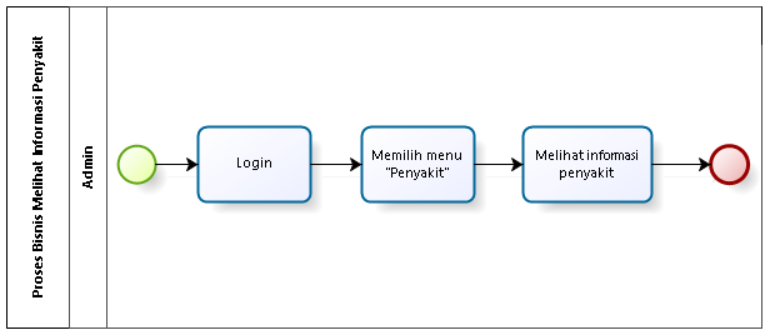 Proses Bisnis Melihat Informasi Penyakit
Admin
Login
Memilih menu
"Penyakit"
Melihat informasi
penyakit